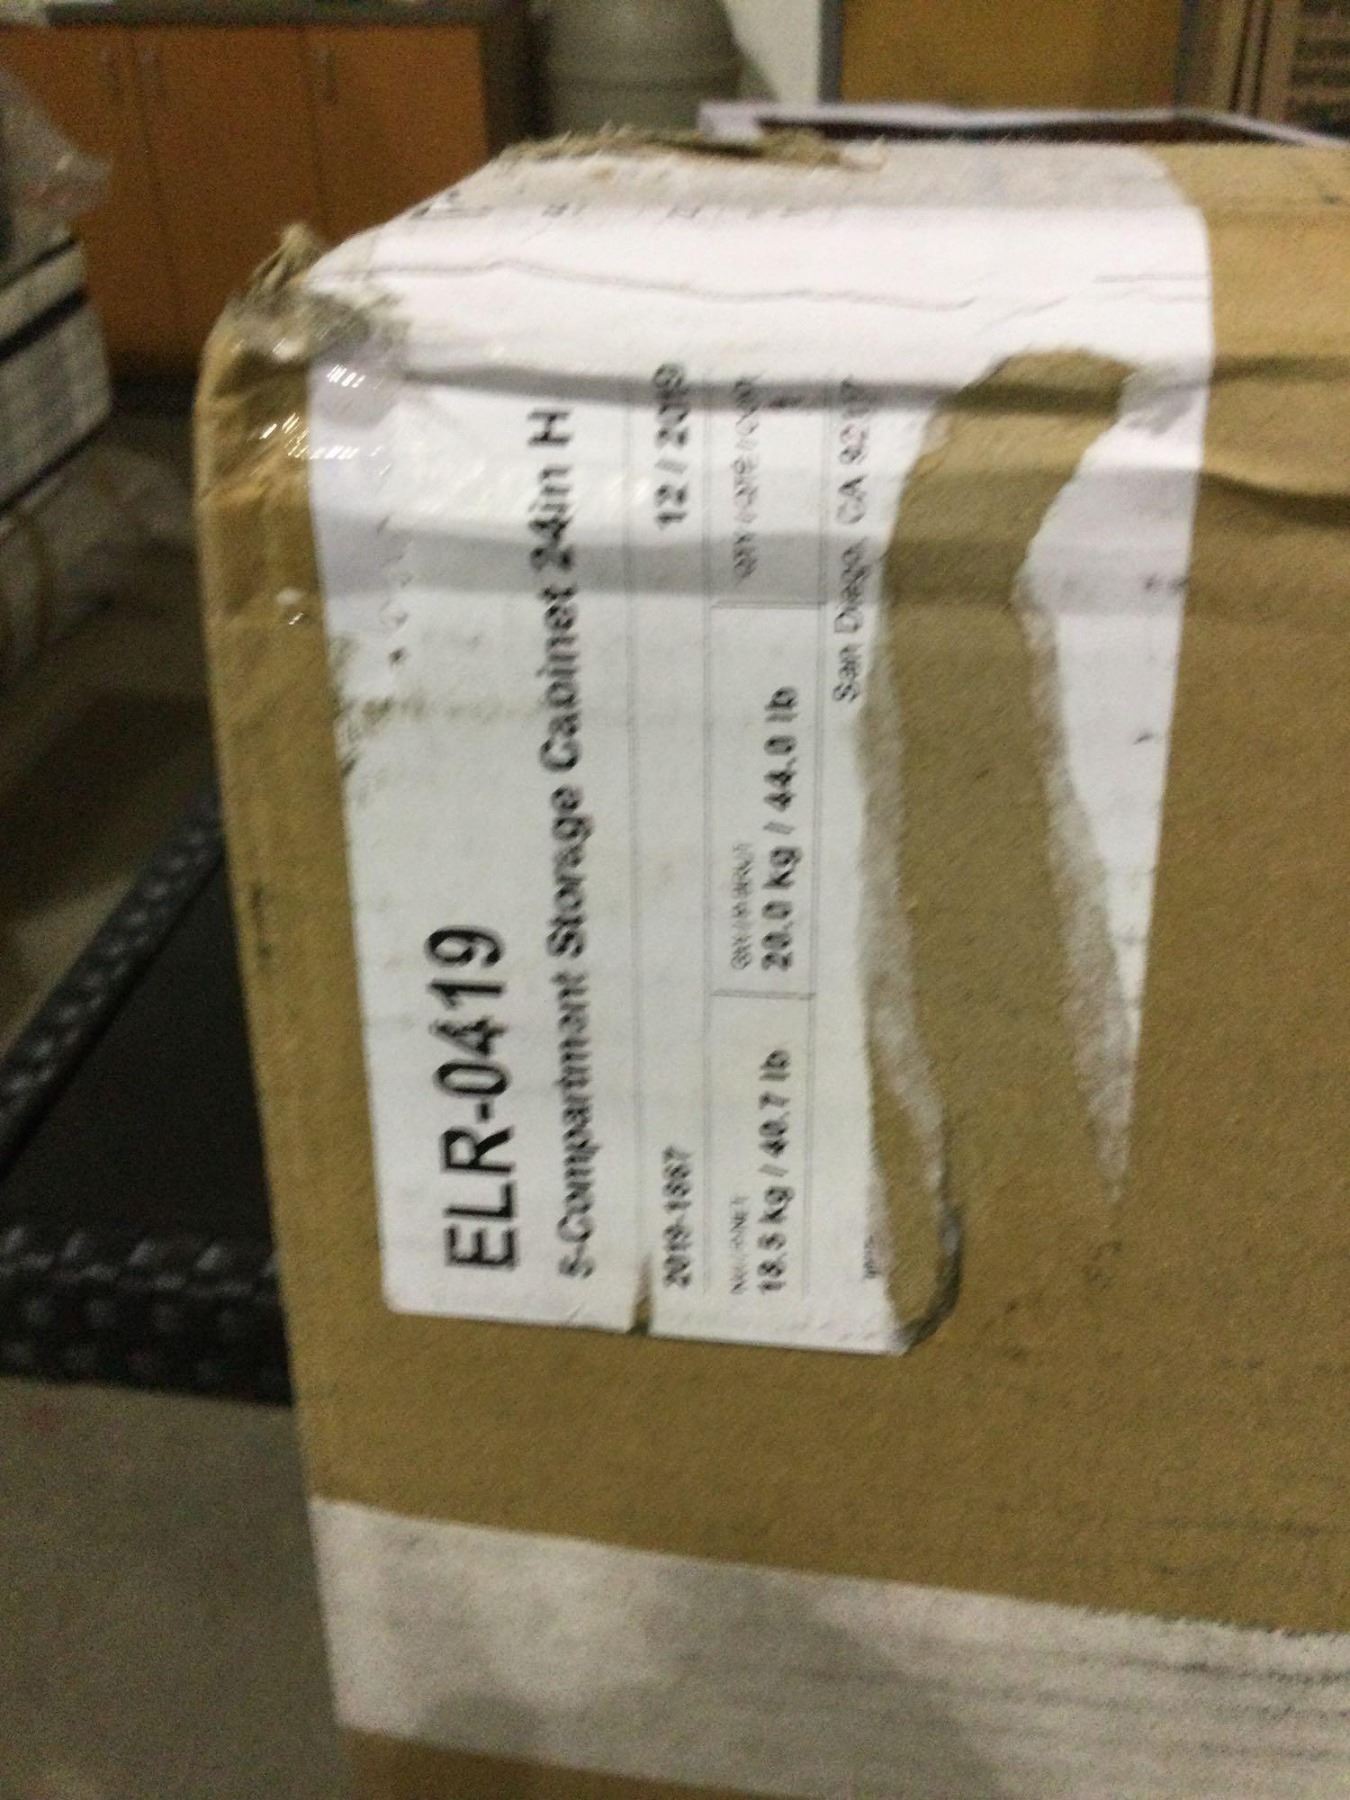 ELR-0419
5-Compartment Storage Cabinet 24in H
2019-1667 12 / 2019
18.5 kg / 40.7 lb 20.0 kg / 44.0 lb
San Diego, CA